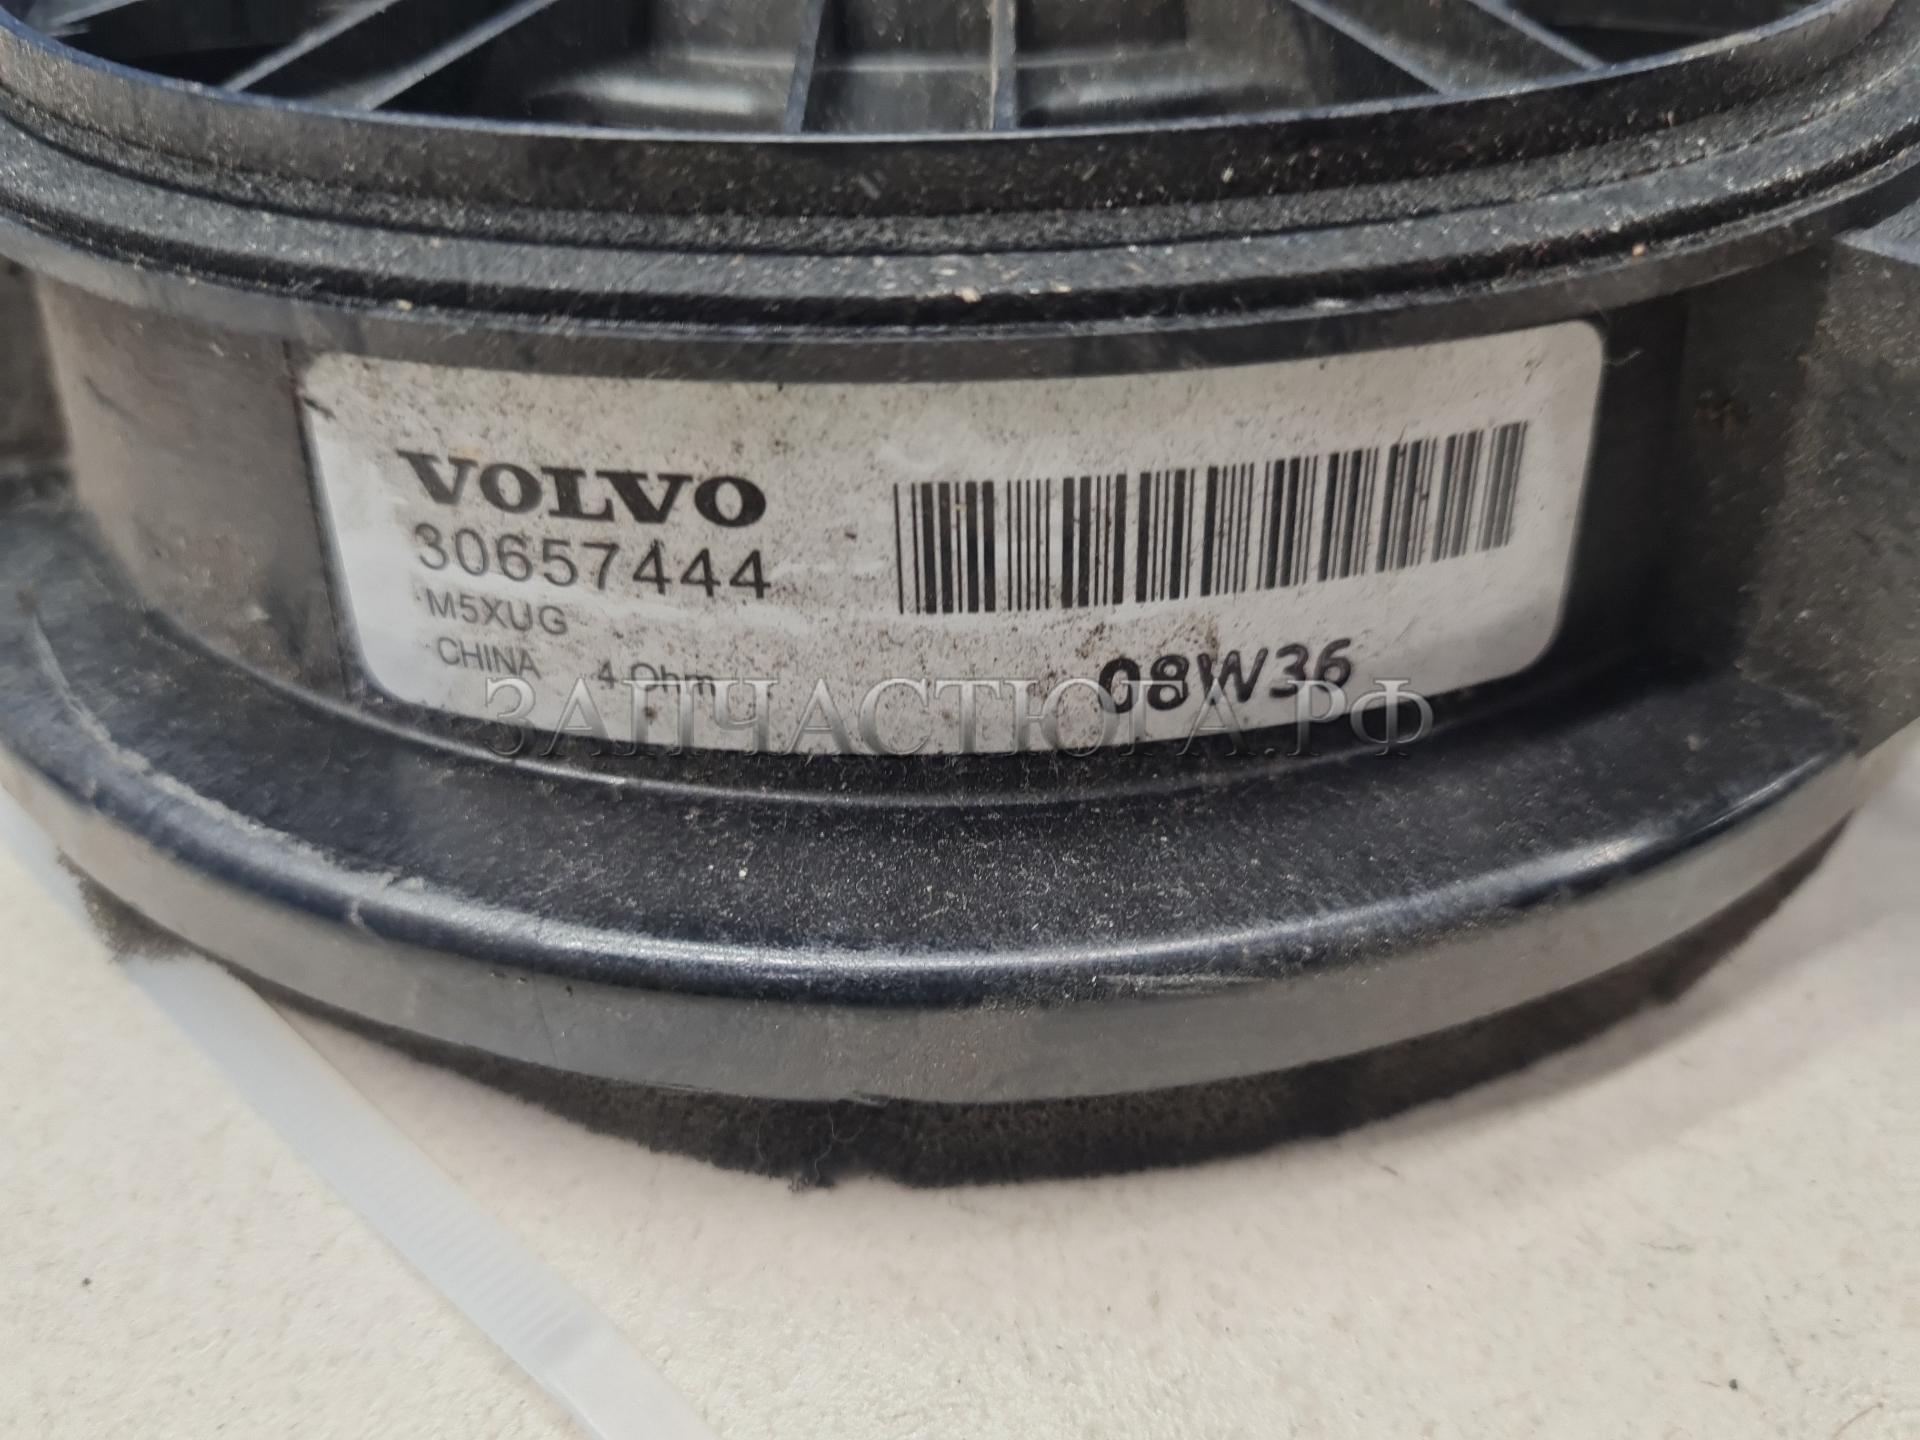 VOLVO
30657444
M5XUG
CHINA 4 Ohm
08W36
ЗАПЧАСТЮГА.РФ